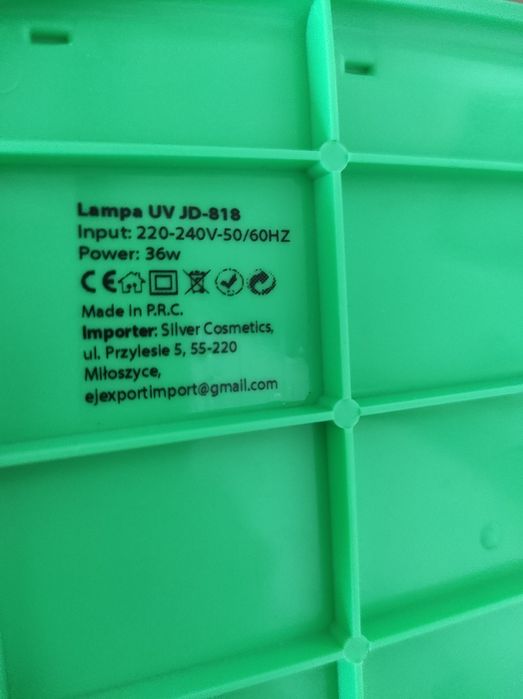 Lampa UV JD-818
Input: 220-240V-50/60HZ
Power: 36w
CE
Made in P.R.C.
Importer: Silver Cosmetics,
ul. Przylesie 5, 55-220
Miłoszyce,
ejexportimport@gmail.com